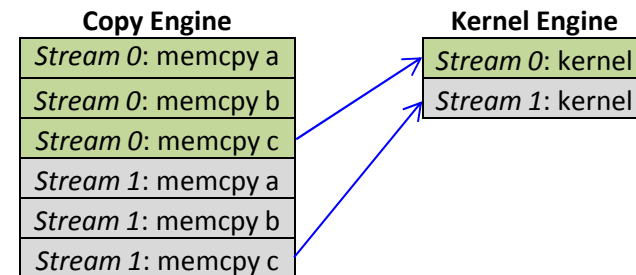 Copy Engine
Stream 0: memcpy a
Stream 0: memcpy b
Stream 0: memcpy c
Stream 1: memcpy a
Stream 1: memcpy b
Stream 1: memcpy c
Kernel Engine
Stream 0: kernel
Stream 1: kernel